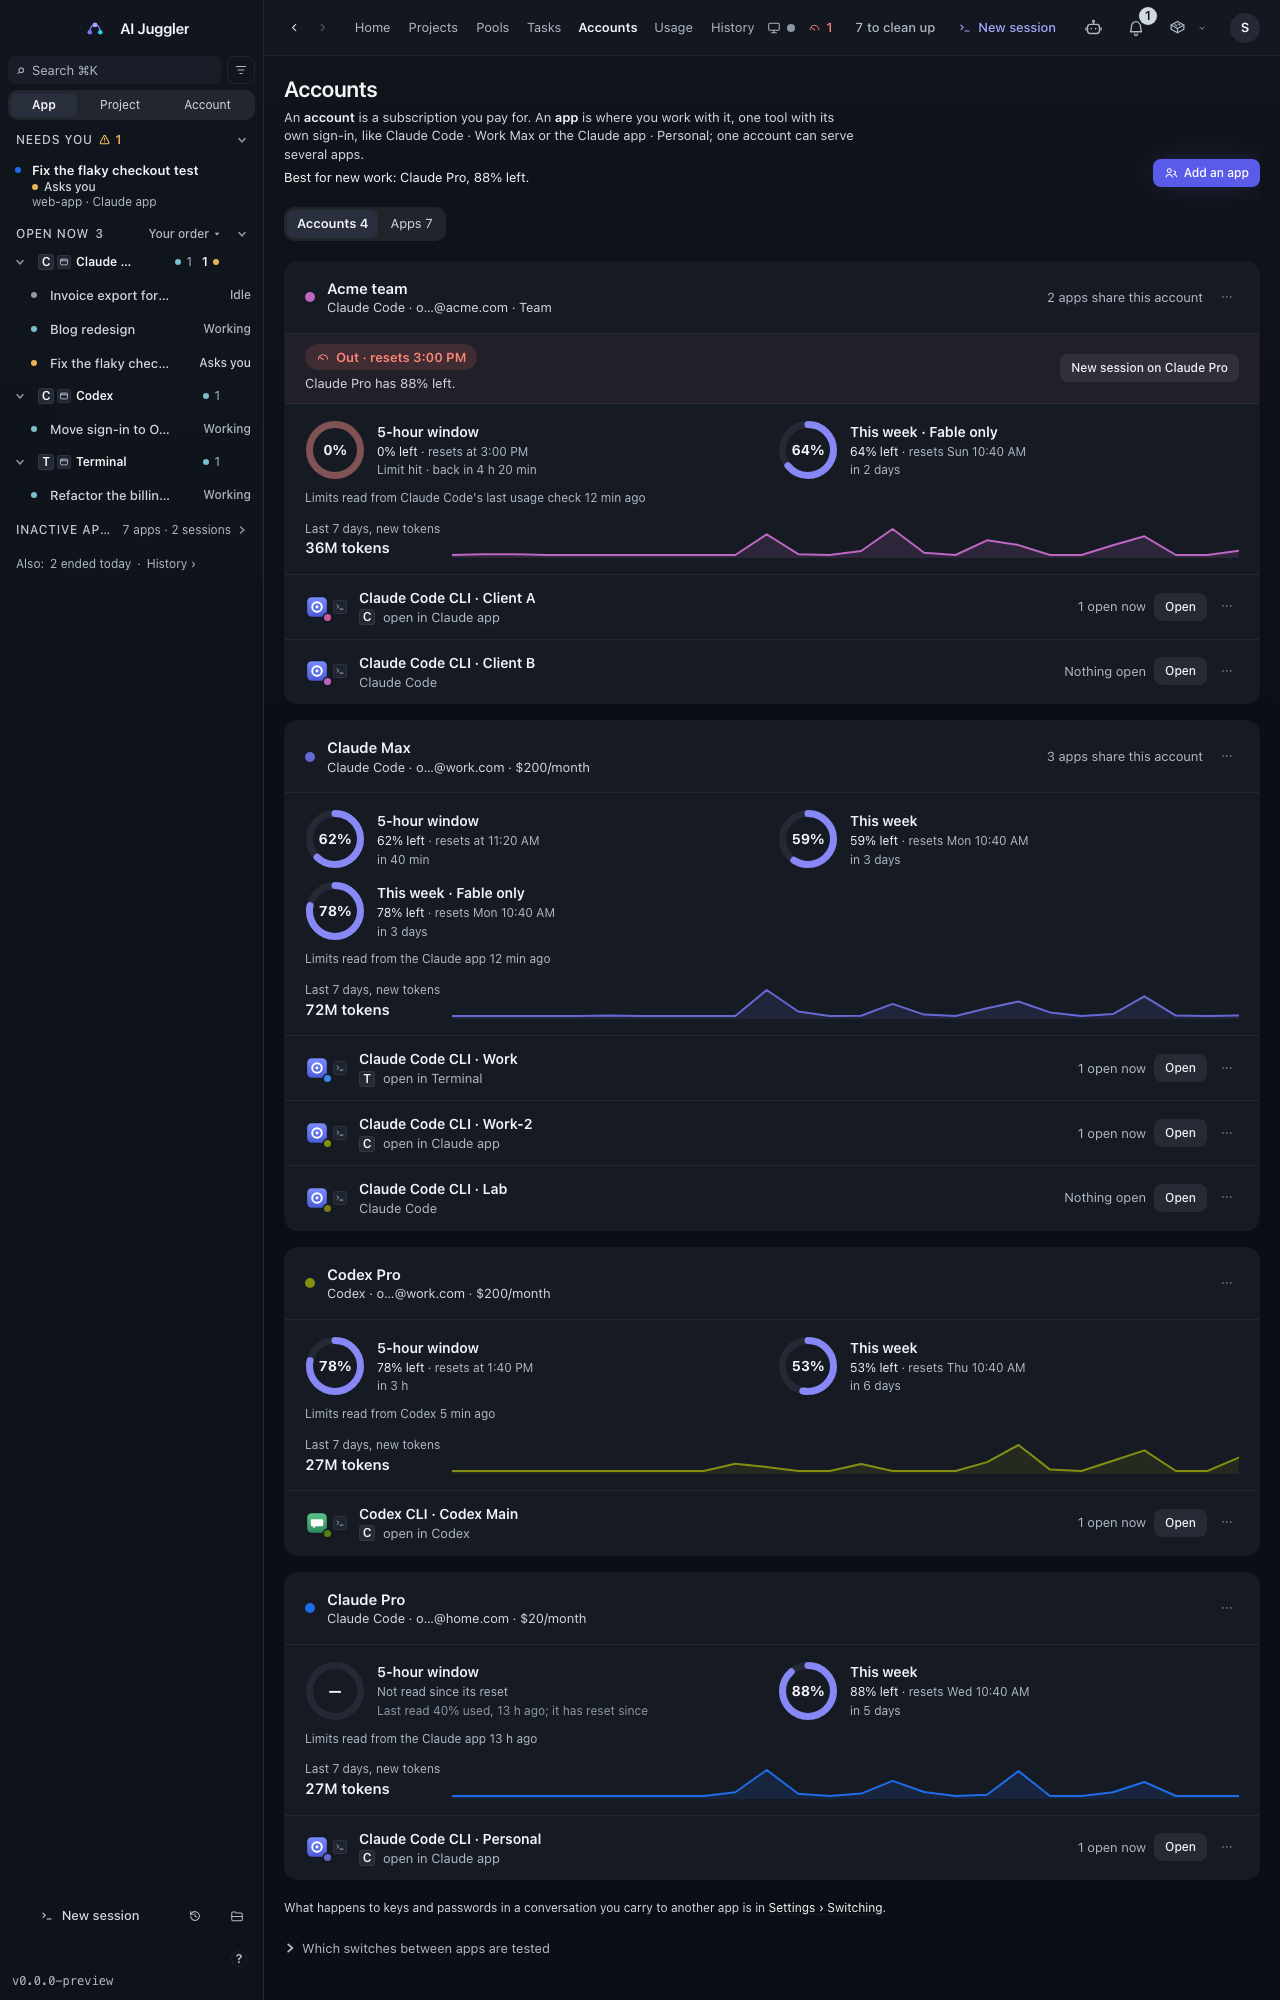 AI Juggler
Search ⌘K
App
Project
Account
NEEDS YOU 1
Fix the flaky checkout test
Asks you
web-app · Claude app
OPEN NOW 3
Your order
C Claude ... 1 1
Invoice export for... Idle
Blog redesign Working
Fix the flaky chec... Asks you
C Codex 1
Move sign-in to O... Working
T Terminal 1
Refactor the billin... Working
INACTIVE AP... 7 apps · 2 sessions
Also: 2 ended today · History ›
New session
?
v0.0.0-preview
Home Projects Pools Tasks Accounts Usage History 1 7 to clean up New session 1 S
Accounts
An account is a subscription you pay for. An app is where you work with it, one tool with its
own sign-in, like Claude Code · Work Max or the Claude app · Personal; one account can serve
several apps.
Best for new work: Claude Pro, 88% left.
Add an app
Accounts 4 Apps 7
Acme team
Claude Code · o...@acme.com · Team
2 apps share this account
Out · resets 3:00 PM
Claude Pro has 88% left.
New session on Claude Pro
0%
5-hour window
0% left · resets at 3:00 PM
Limit hit · back in 4 h 20 min
64%
This week · Fable only
64% left · resets Sun 10:40 AM
in 2 days
Limits read from Claude Code's last usage check 12 min ago
Last 7 days, new tokens
36M tokens
Claude Code CLI · Client A
C open in Claude app
1 open now Open
Claude Code CLI · Client B
Claude Code
Nothing open Open
Claude Max
Claude Code · o...@work.com · $200/month
3 apps share this account
62%
5-hour window
62% left · resets at 11:20 AM
in 40 min
59%
This week
59% left · resets Mon 10:40 AM
in 3 days
78%
This week · Fable only
78% left · resets Mon 10:40 AM
in 3 days
Limits read from the Claude app 12 min ago
Last 7 days, new tokens
72M tokens
Claude Code CLI · Work
T open in Terminal
1 open now Open
Claude Code CLI · Work-2
C open in Claude app
1 open now Open
Claude Code CLI · Lab
Claude Code
Nothing open Open
Codex Pro
Codex · o...@work.com · $200/month
78%
5-hour window
78% left · resets at 1:40 PM
in 3 h
53%
This week
53% left · resets Thu 10:40 AM
in 6 days
Limits read from Codex 5 min ago
Last 7 days, new tokens
27M tokens
Codex CLI · Codex Main
C open in Codex
1 open now Open
Claude Pro
Claude Code · o...@home.com · $20/month
–
5-hour window
Not read since its reset
Last read 40% used, 13 h ago; it has reset since
88%
This week
88% left · resets Wed 10:40 AM
in 5 days
Limits read from the Claude app 13 h ago
Last 7 days, new tokens
27M tokens
Claude Code CLI · Personal
C open in Claude app
1 open now Open
What happens to keys and passwords in a conversation you carry to another app is in Settings › Switching.
Which switches between apps are tested